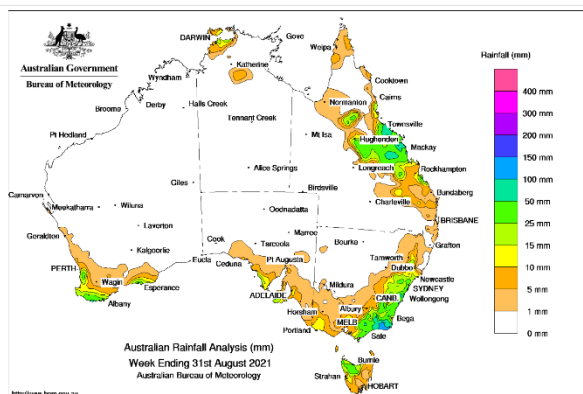 Australian Government
Bureau of Meteorology
DARWIN
Gove
Weipa
Katherine
Wyndham
Cooktown
Cairns
Derby
Halls Creek
Normanton
Broome
Tennant Creek
Townsville
Pt Hedland
Mt Isa
Hughenden
Mackay
Alice Springs
Longreach
Rockhampton
Giles
Birdsville
Carnarvon
Meekatharra
Wiluna
Oodnadatta
Charleville
Bundaberg
BRISBANE
Laverton
Marree
Geraldton
Cook
Tarcoola
Bourke
Grafton
Kalgoorlie
Eucla
Ceduna
Pt Augusta
Tamworth
PERTH
Dubbo
Wagin
Esperance
Mildura
Newcastle
SYDNEY
Albany
ADELAIDE
CANB.
Wollongong
Horsham
Albury
Portland
MELB
Bega
Sale
Burnie
Strahan
HOBART
Australian Rainfall Analysis (mm)
Week Ending 31st August 2021
Australian Bureau of Meteorology
Rainfall (mm)
400 mm
300 mm
200 mm
150 mm
100 mm
50 mm
25 mm
15 mm
10 mm
5 mm
1 mm
0 mm